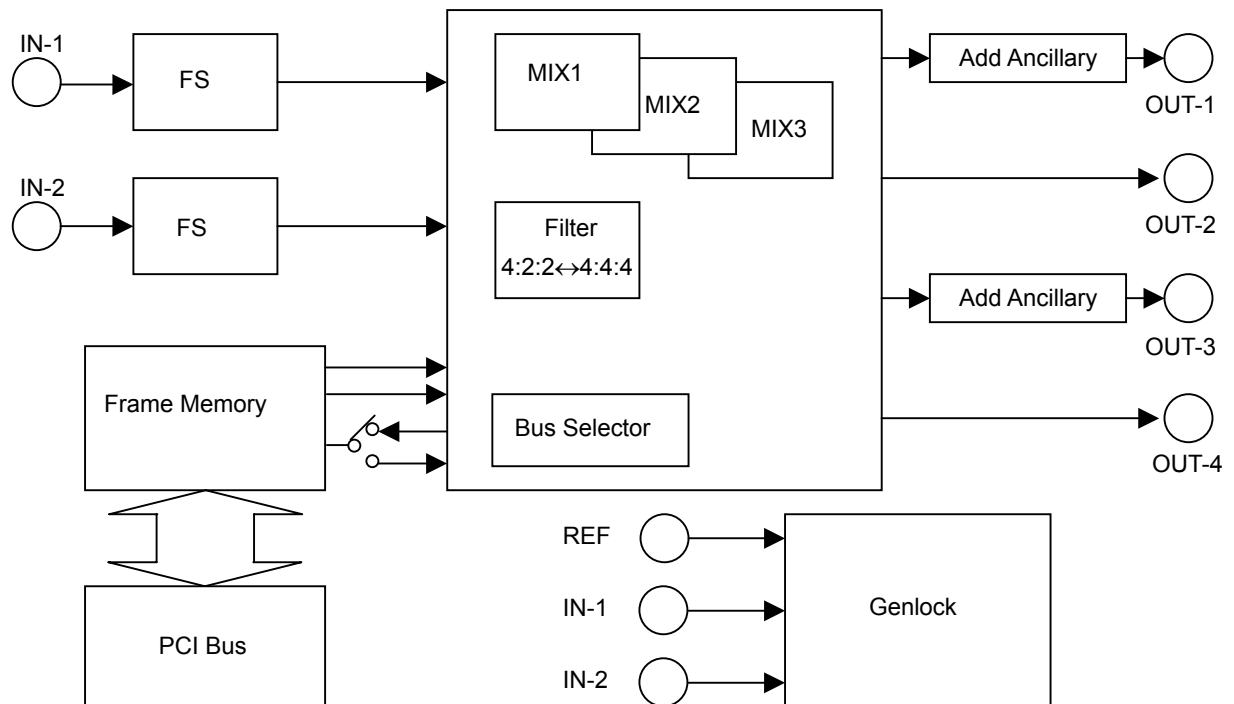 IN-1
FS
MIX1
MIX2
MIX3
Add Ancillary
OUT-1
IN-2
FS
Filter
4:2:2↔4:4:4
OUT-2
Add Ancillary
OUT-3
Frame Memory
Bus Selector
OUT-4
REF
IN-1
IN-2
Genlock
PCI Bus